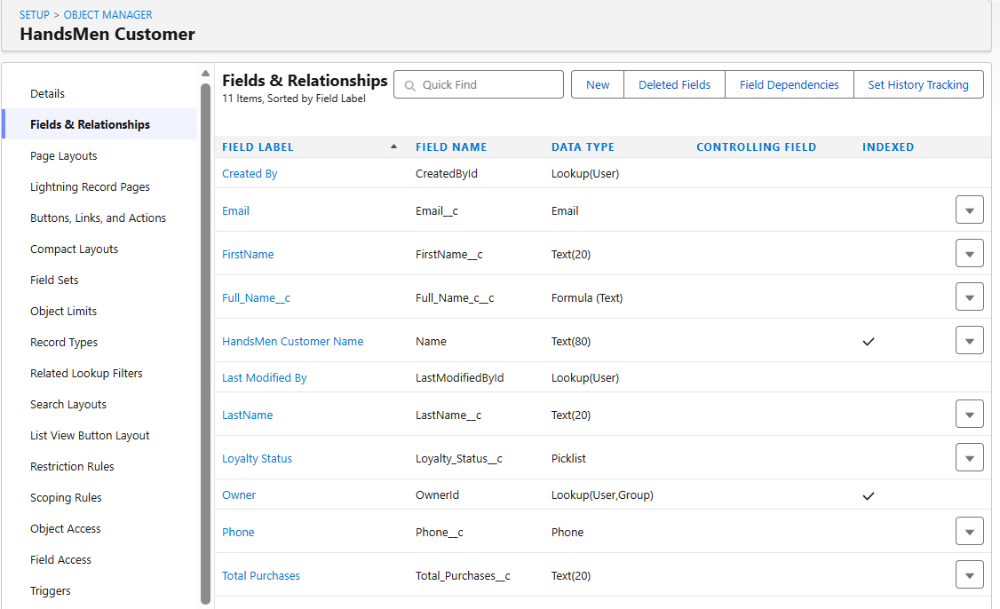 SETUP > OBJECT MANAGER
HandsMen Customer
Details
Fields & Relationships
Page Layouts
Lightning Record Pages
Buttons, Links, and Actions
Compact Layouts
Field Sets
Object Limits
Record Types
Related Lookup Filters
Search Layouts
List View Button Layout
Restriction Rules
Scoping Rules
Object Access
Field Access
Triggers
Fields & Relationships
11 Items, Sorted by Field Label
Quick Find
New Deleted Fields Field Dependencies Set History Tracking
FIELD LABEL FIELD NAME DATA TYPE CONTROLLING FIELD INDEXED
Created By CreatedById Lookup(User)
Email Email__c Email
FirstName FirstName__c Text(20)
Full_Name__c Full_Name_c__c Formula (Text)
HandsMen Customer Name Name Text(80)
Last Modified By LastModifiedById Lookup(User)
LastName LastName__c Text(20)
Loyalty Status Loyalty_Status__c Picklist
Owner OwnerId Lookup(User,Group)
Phone Phone__c Phone
Total Purchases Total_Purchases__c Text(20)